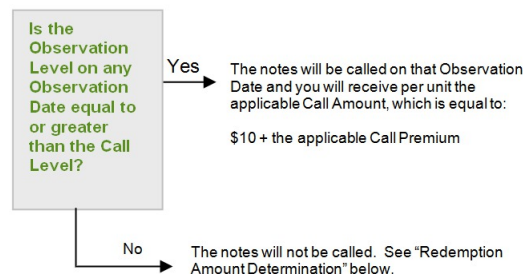 Is the
Observation
Level on any
Observation
Date equal to
or greater
than the Call
Level?
Yes
The notes will be called on that Observation
Date and you will receive per unit the
applicable Call Amount, which is equal to:
$10 + the applicable Call Premium
No
The notes will not be called. See “Redemption
Amount Determination” below.